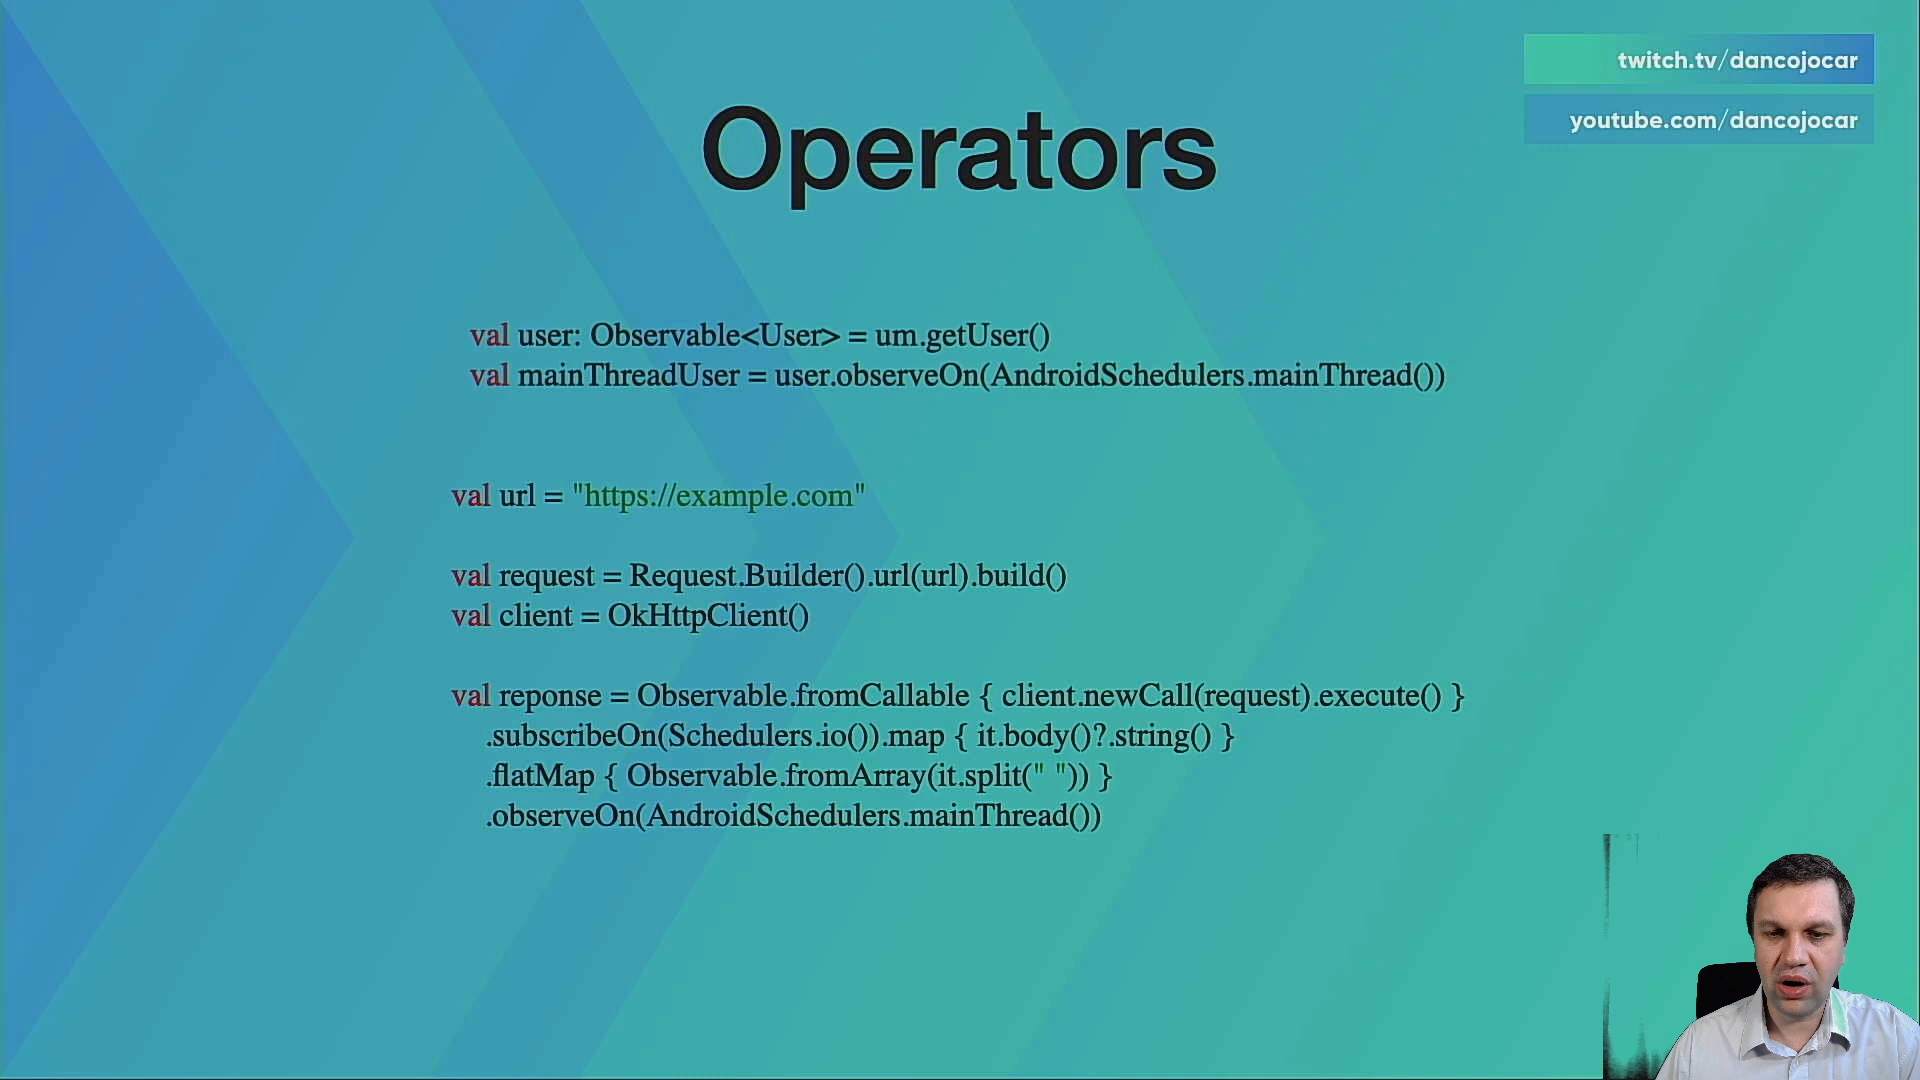 twitch.tv/dancojocar
youtube.com/dancojocar
Operators
val user: Observable<User> = um.getUser()
val mainThreadUser = user.observeOn(AndroidSchedulers.mainThread())
val url = "https://example.com"
val request = Request.Builder().url(url).build()
val client = OkHttpClient()
val reponse = Observable.fromCallable { client.newCall(request).execute() }
.subscribeOn(Schedulers.io()).map { it.body()?.string() }
.flatMap { Observable.fromArray(it.split(" ")) }
.observeOn(AndroidSchedulers.mainThread())